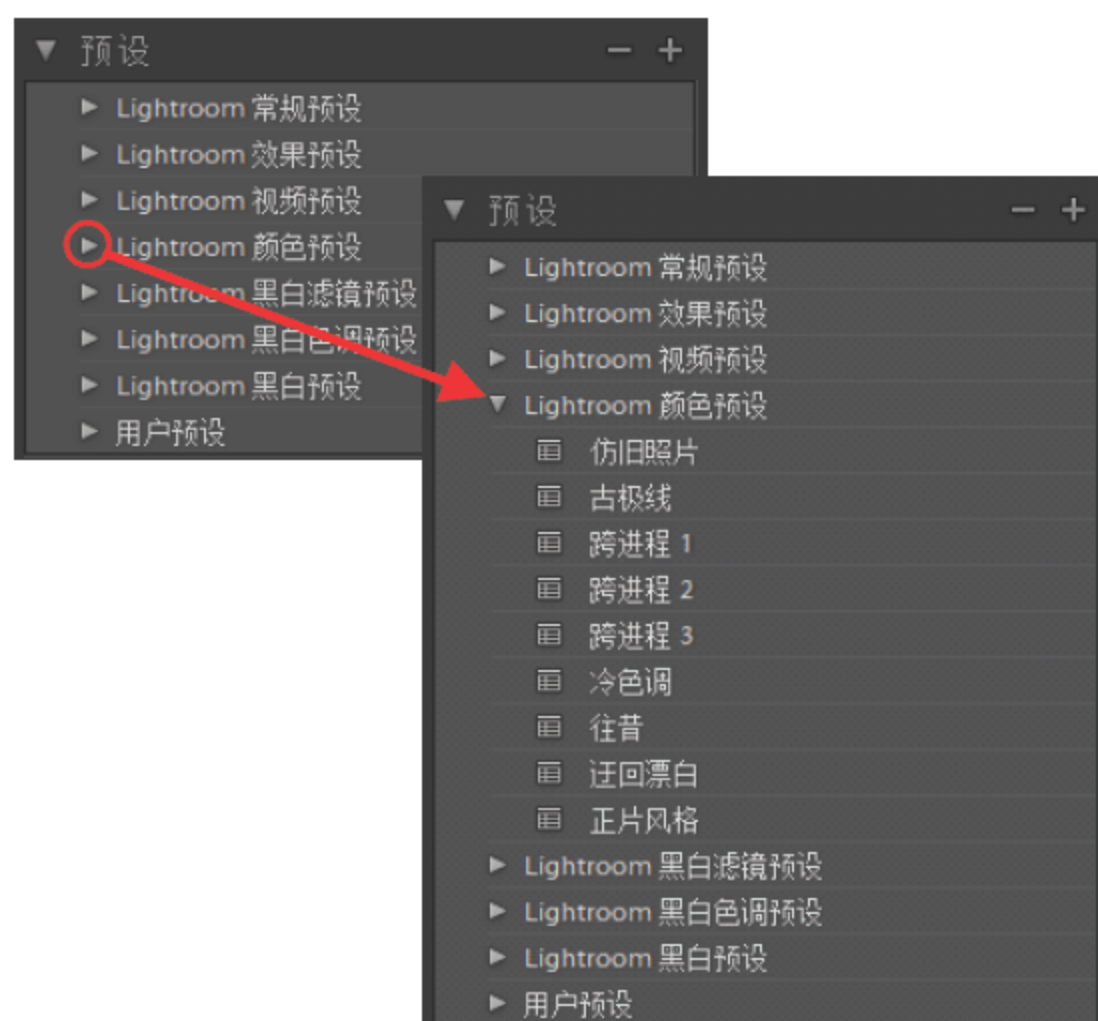 预设
Lightroom 常规预设
Lightroom 效果预设
Lightroom 视频预设
Lightroom 颜色预设
Lightroom 黑白滤镜预设
Lightroom 黑白色调预设
Lightroom 黑白预设
用户预设
预设
Lightroom 常规预设
Lightroom 效果预设
Lightroom 视频预设
Lightroom 颜色预设
仿旧照片
古极线
跨进程 1
跨进程 2
跨进程 3
冷色调
往昔
迂回漂白
正片风格
Lightroom 黑白滤镜预设
Lightroom 黑白色调预设
Lightroom 黑白预设
用户预设